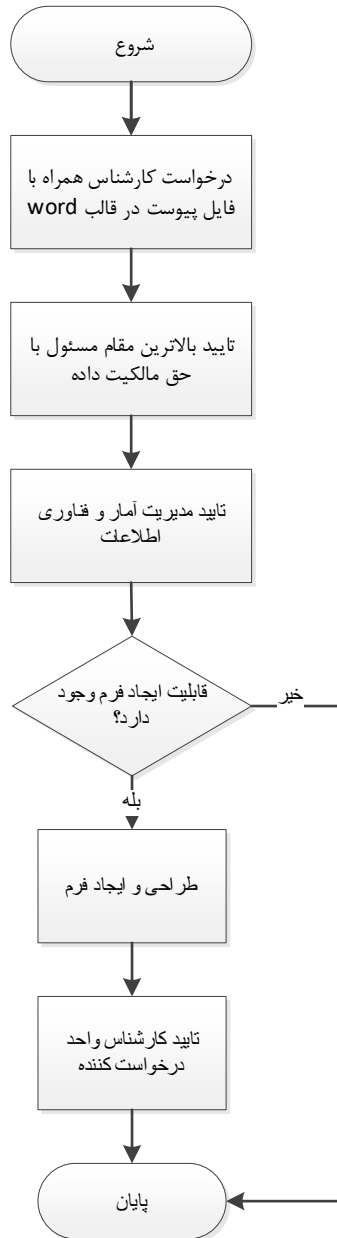 شروع
درخواست کارشناس همراه با
فایل پیوست در قالب word
تایید بالاترین مقام مسئول با
حق مالکیت داده
تایید مدیریت آمار و فناوری
اطلاعات
قابلیت ایجاد فرم وجود
دارد؟
خیر
بله
طراحی و ایجاد فرم
تایید کارشناس واحد
درخواست کننده
پایان